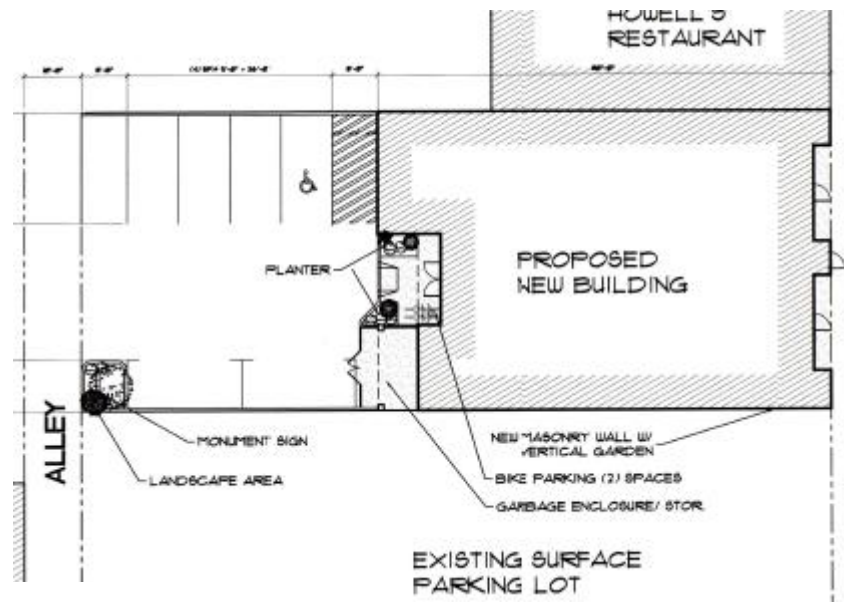 HOWELL'S
RESTAURANT
PLANTER
PROPOSED
NEW BUILDING
ALLEY
MONUMENT SIGN
LANDSCAPE AREA
NEW MASONRY WALL W/
VERTICAL GARDEN
BIKE PARKING (2) SPACES
GARBAGE ENCLOSURE/ STOR.
EXISTING SURFACE
PARKING LOT